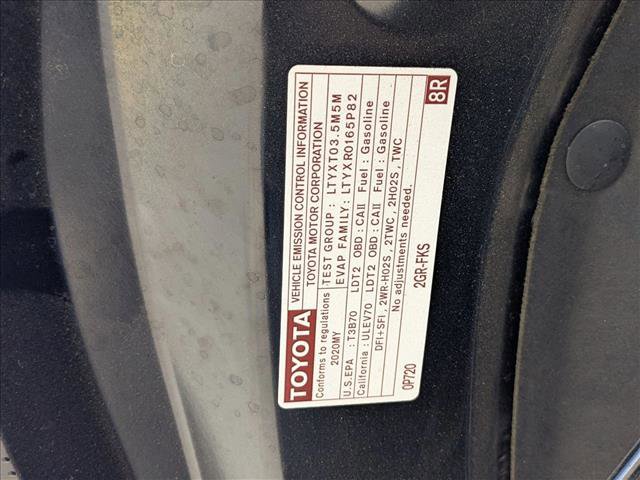 TOYOTA
VEHICLE EMISSION CONTROL INFORMATION
TOYOTA MOTOR CORPORATION
Conforms to regulations
2020MY
TEST GROUP : LTYXT03.5M5M
EVAP FAMILY: LTYXR0165P82
U.S.EPA : T3B70 LDT2 OBD : CAII Fuel : Gasoline
California : ULEV70 LDT2 OBD : CAII Fuel : Gasoline
DFI+SFI, 2WR-HO2S, 2TWC, 2HO2S, TWC
No adjustments needed.
0P720
2GR-FKS
8R